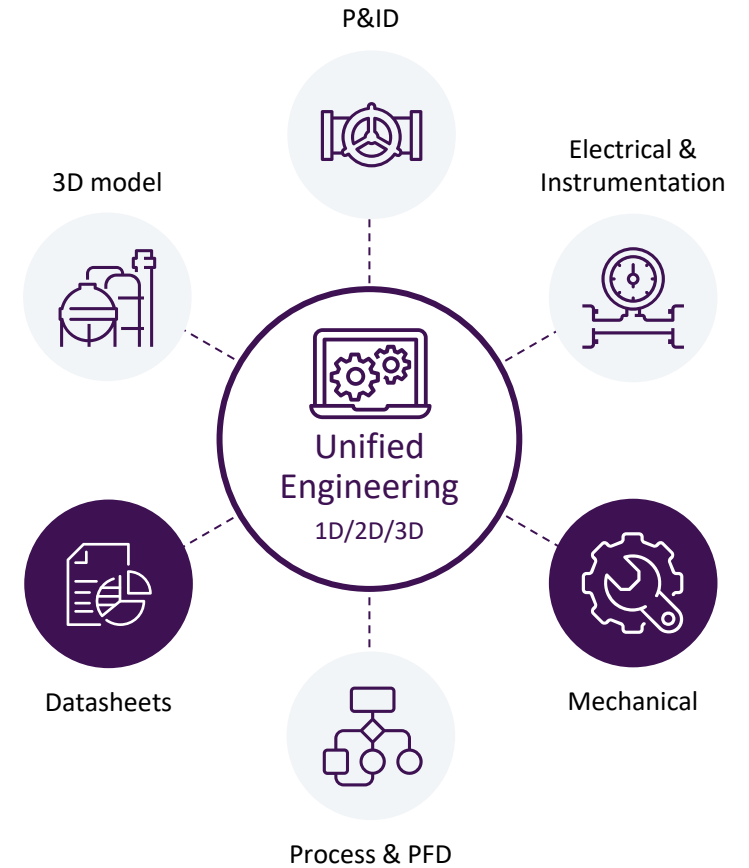 P&ID
Electrical &
Instrumentation
3D model
Unified
Engineering
1D/2D/3D
Datasheets
Mechanical
Process & PFD